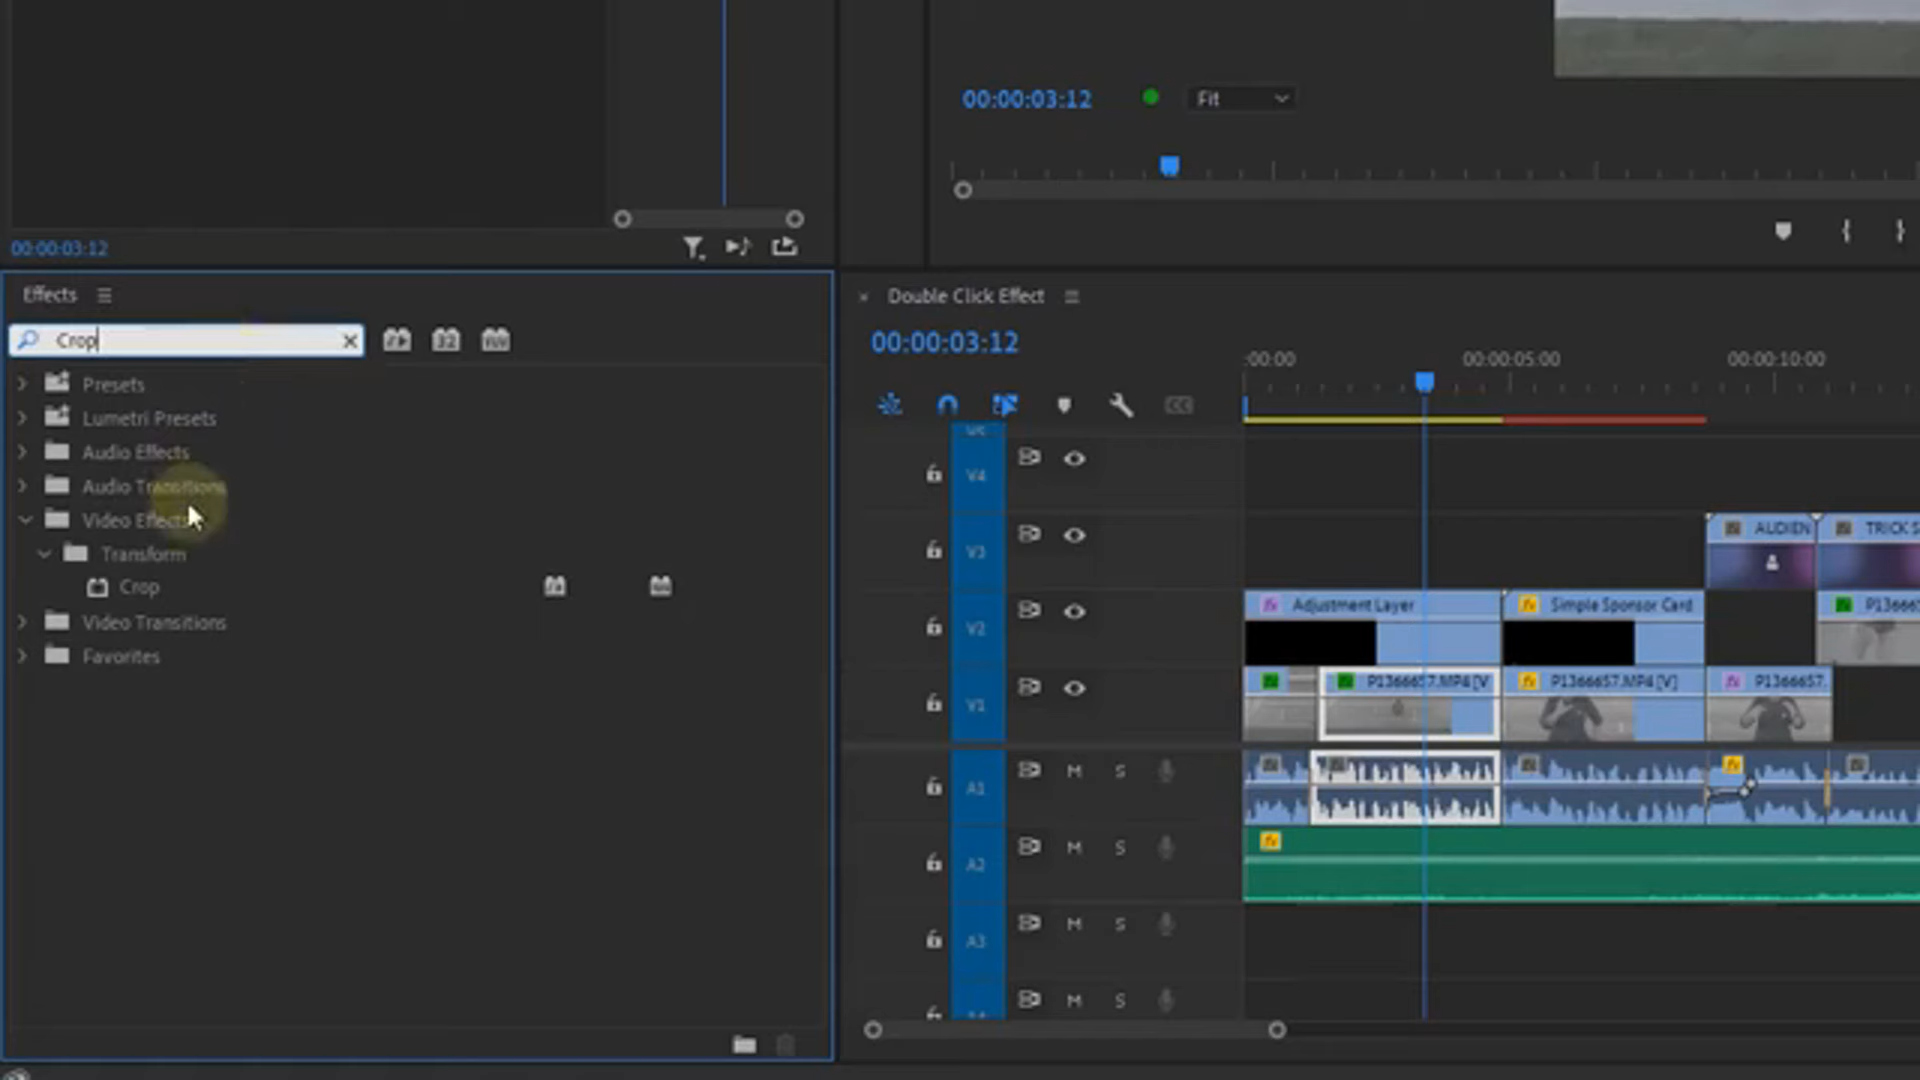 00:00:03:12
Fit
00:00:03:12
Effects
Crop
32
Presets
Lumetri Presets
Audio Effects
Audio Transitions
Video Effects
Transform
Crop
Video Transitions
Favorites
Double Click Effect
00:00:03:12
:00:00
00:00:05:00
00:00:10:00
V4
V3
AUDIEN
TRICK S
V2
Adjustment Layer
Simple Sponsor Card
P13666
V1
P1366657.MP4 [V
P1366657.MP4 [V]
P1366657.
A1
M
S
A2
M
S
A3
M
S
M
S